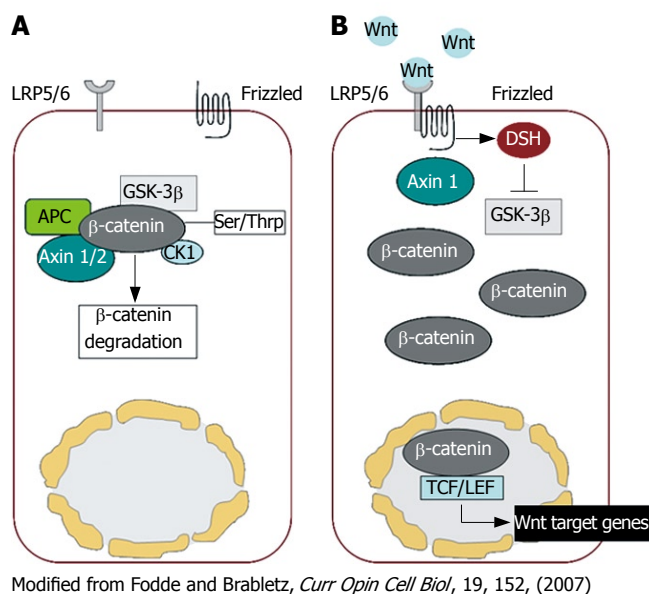 A
LRP5/6
Frizzled
GSK-3β
APC
β-catenin
Ser/Thrp
Axin 1/2
CK1
β-catenin
degradation
B
Wnt
Wnt
Wnt
LRP5/6
Frizzled
DSH
Axin 1
GSK-3β
β-catenin
β-catenin
β-catenin
β-catenin
TCF/LEF
Wnt target genes
Modified from Fodde and Brabletz, Curr Opin Cell Biol, 19, 152, (2007)